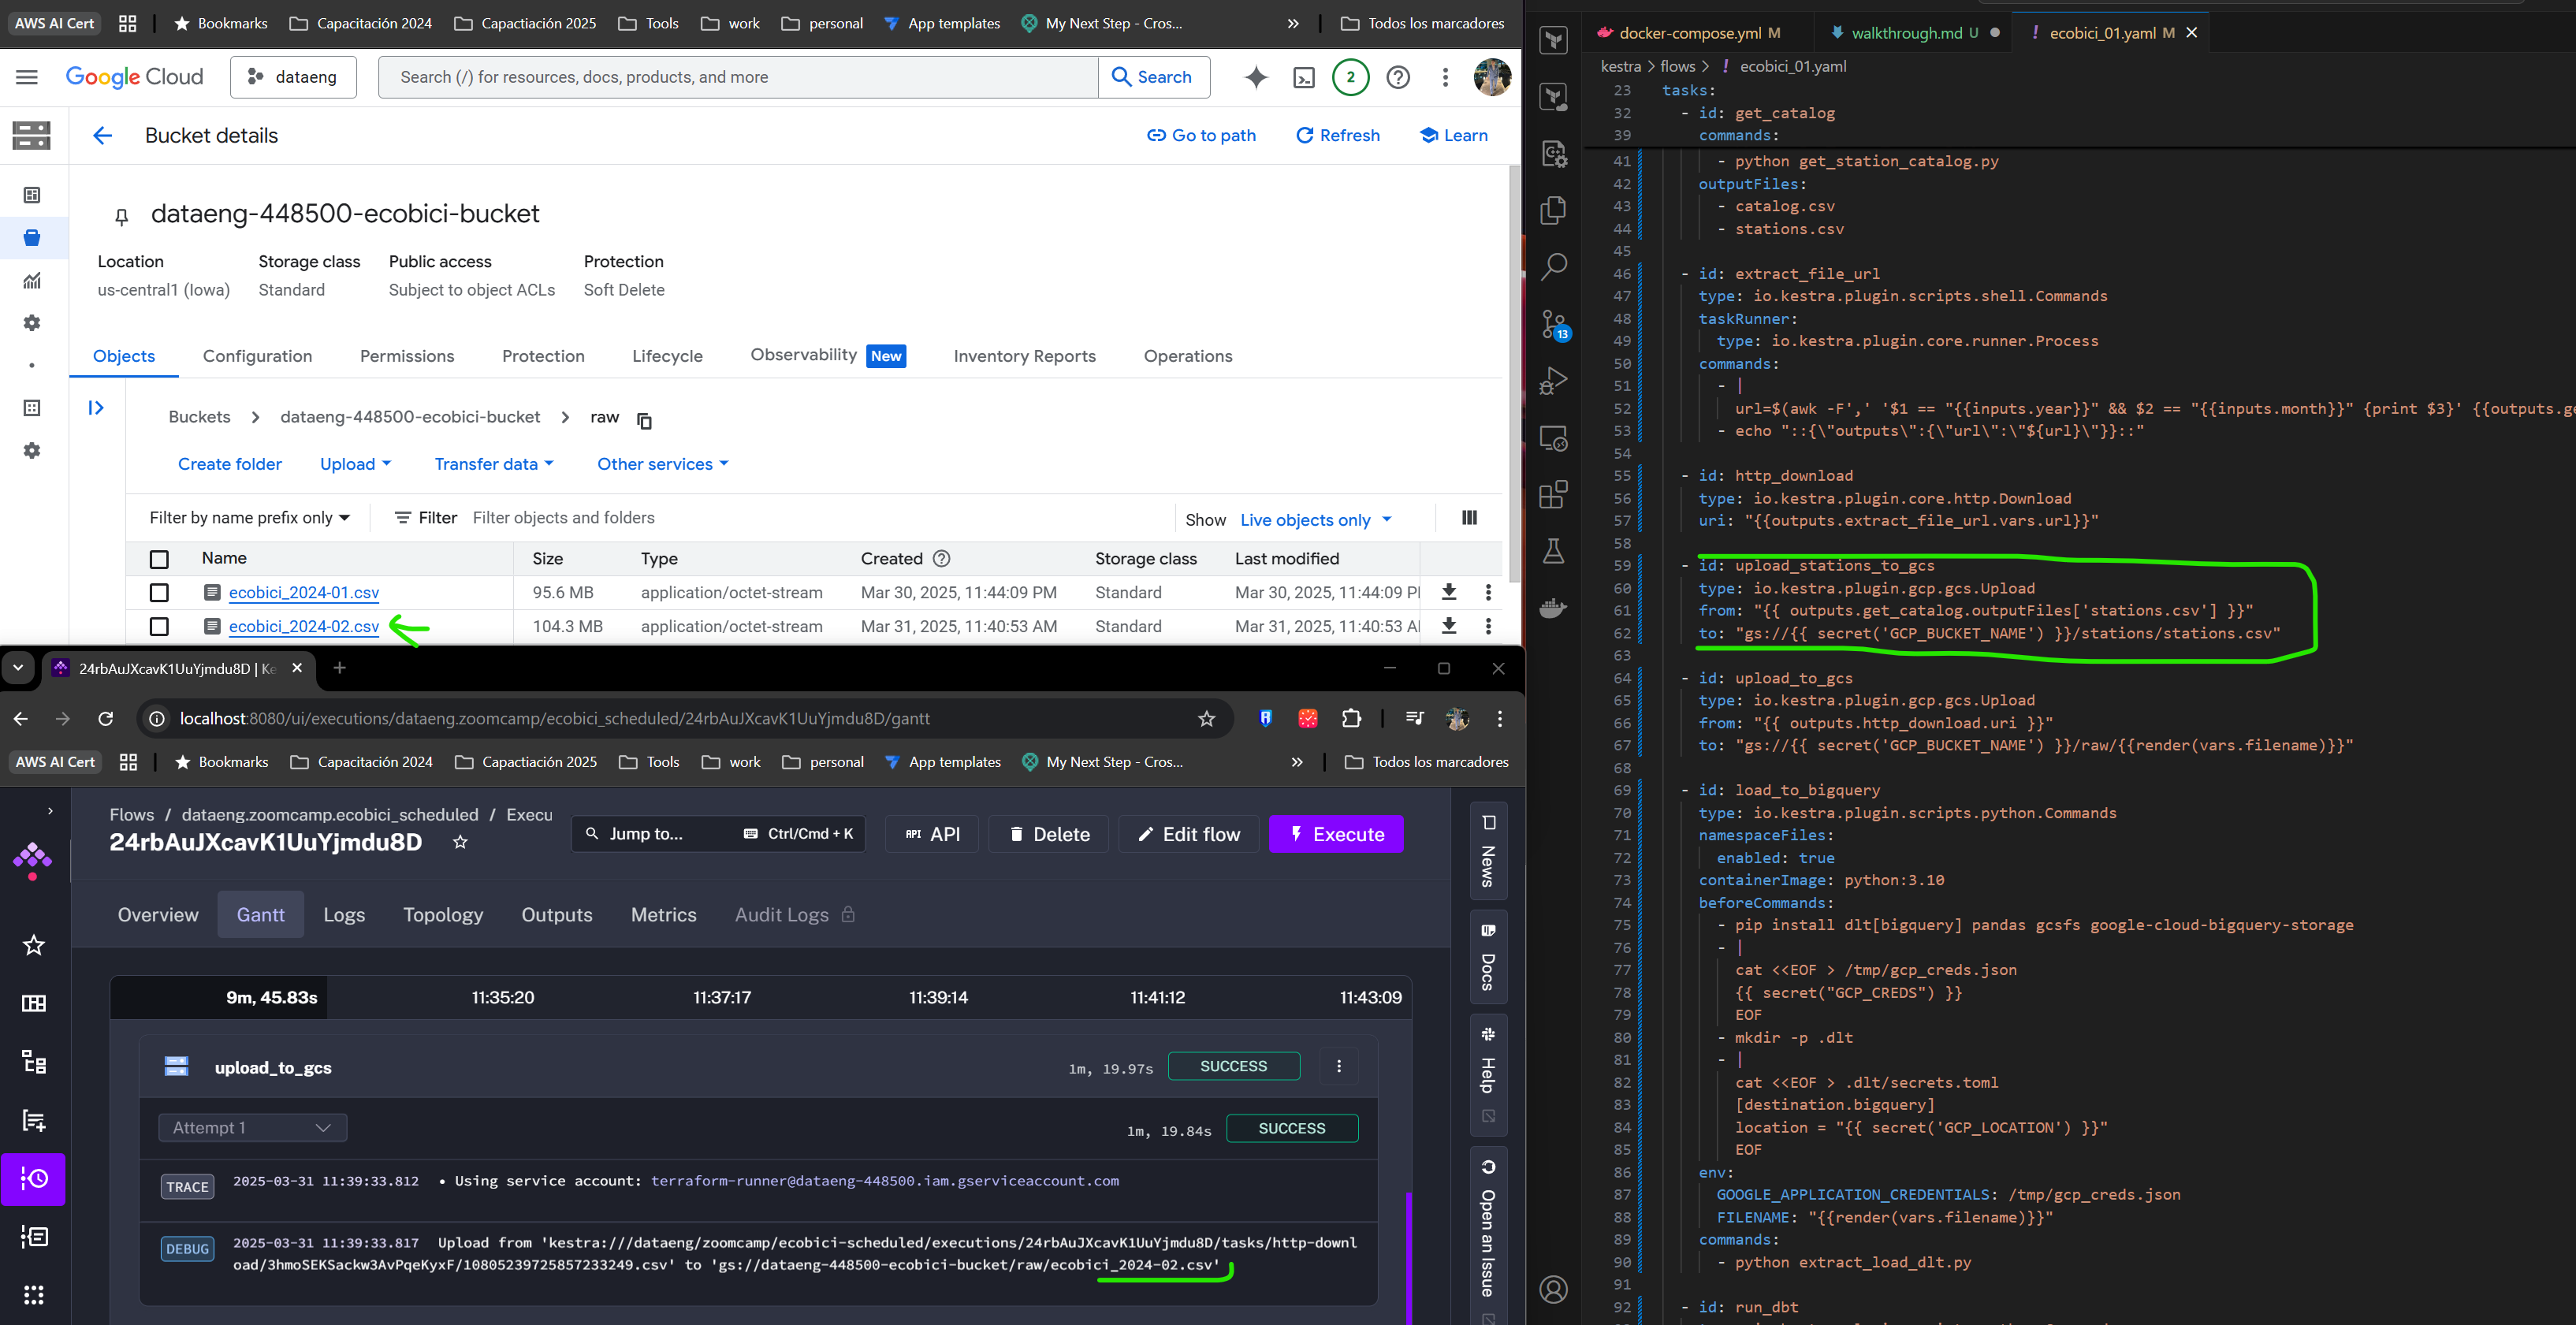 AWS AI Cert
Bookmarks
Capacitación 2024
Capactiación 2025
Tools
work
personal
App templates
My Next Step - Cros...
»
Todos los marcadores
Google Cloud
dataeng
Search (/) for resources, docs, products, and more
Search
2
Bucket details
Go to path
Refresh
Learn
dataeng-448500-ecobici-bucket
Location
Storage class
Public access
Protection
us-central1 (Iowa)
Standard
Subject to object ACLs
Soft Delete
Objects
Configuration
Permissions
Protection
Lifecycle
Observability New
Inventory Reports
Operations
Buckets > dataeng-448500-ecobici-bucket > raw
Create folder
Upload
Transfer data
Other services
Filter by name prefix only
Filter Filter objects and folders
Show Live objects only
Name Size Type Created Storage class Last modified
ecobici_2024-01.csv 95.6 MB application/octet-stream Mar 30, 2025, 11:44:09 PM Standard Mar 30, 2025, 11:44:09 P
ecobici_2024-02.csv 104.3 MB application/octet-stream Mar 31, 2025, 11:40:53 AM Standard Mar 31, 2025, 11:40:53 A
24rbAuJXcavK1UuYjmdu8D | Ke
localhost:8080/ui/executions/dataeng.zoomcamp/ecobici_scheduled/24rbAuJXcavK1UuYjmdu8D/gantt
AWS AI Cert
Bookmarks
Capacitación 2024
Capactiación 2025
Tools
work
personal
App templates
My Next Step - Cros...
»
Todos los marcadores
Flows / dataeng.zoomcamp.ecobici_scheduled / Execu
24rbAuJXcavK1UuYjmdu8D
Jump to... Ctrl/Cmd + K
API API
Delete
Edit flow
Execute
Overview
Gantt
Logs
Topology
Outputs
Metrics
Audit Logs
9m, 45.83s 11:35:20 11:37:17 11:39:14 11:41:12 11:43:09
upload_to_gcs 1m, 19.97s SUCCESS
Attempt 1 1m, 19.84s SUCCESS
TRACE 2025-03-31 11:39:33.812 • Using service account: terraform-runner@dataeng-448500.iam.gserviceaccount.com
DEBUG 2025-03-31 11:39:33.817 Upload from 'kestra:///dataeng/zoomcamp/ecobici-scheduled/executions/24rbAuJXcavK1UuYjmdu8D/tasks/http-downl
oad/3hmoSEKSackw3AvPqeKyxF/10805239725857233249.csv' to 'gs://dataeng-448500-ecobici-bucket/raw/ecobici_2024-02.csv'
News
Docs
Help
Open an Issue
13
docker-compose.yml M
walkthrough.md U
! ecobici_01.yaml M
kestra > flows > ! ecobici_01.yaml
23 tasks:
32 - id: get_catalog
39 commands:
41 - python get_station_catalog.py
42 outputFiles:
43 - catalog.csv
44 - stations.csv
45
46 - id: extract_file_url
47 type: io.kestra.plugin.scripts.shell.Commands
48 taskRunner:
49 type: io.kestra.plugin.core.runner.Process
50 commands:
51 - |
52 url=$(awk -F',' '$1 == "{{inputs.year}}" && $2 == "{{inputs.month}}" {print $3}' {{outputs.ge
53 - echo "::{\"outputs\":{\"url\":\"${url}\"}}::"
54
55 - id: http_download
56 type: io.kestra.plugin.core.http.Download
57 uri: "{{outputs.extract_file_url.vars.url}}"
58
59 - id: upload_stations_to_gcs
60 type: io.kestra.plugin.gcp.gcs.Upload
61 from: "{{ outputs.get_catalog.outputFiles['stations.csv'] }}"
62 to: "gs://{{ secret('GCP_BUCKET_NAME') }}/stations/stations.csv"
63
64 - id: upload_to_gcs
65 type: io.kestra.plugin.gcp.gcs.Upload
66 from: "{{ outputs.http_download.uri }}"
67 to: "gs://{{ secret('GCP_BUCKET_NAME') }}/raw/{{render(vars.filename)}}"
68
69 - id: load_to_bigquery
70 type: io.kestra.plugin.scripts.python.Commands
71 namespaceFiles:
72 enabled: true
73 containerImage: python:3.10
74 beforeCommands:
75 - pip install dlt[bigquery] pandas gcsfs google-cloud-bigquery-storage
76 - |
77 cat <<EOF > /tmp/gcp_creds.json
78 {{ secret("GCP_CREDS") }}
79 EOF
80 - mkdir -p .dlt
81 - |
82 cat <<EOF > .dlt/secrets.toml
83 [destination.bigquery]
84 location = "{{ secret('GCP_LOCATION') }}"
85 EOF
86 env:
87 GOOGLE_APPLICATION_CREDENTIALS: /tmp/gcp_creds.json
88 FILENAME: "{{render(vars.filename)}}"
89 commands:
90 - python extract_load_dlt.py
91
92 - id: run_dbt